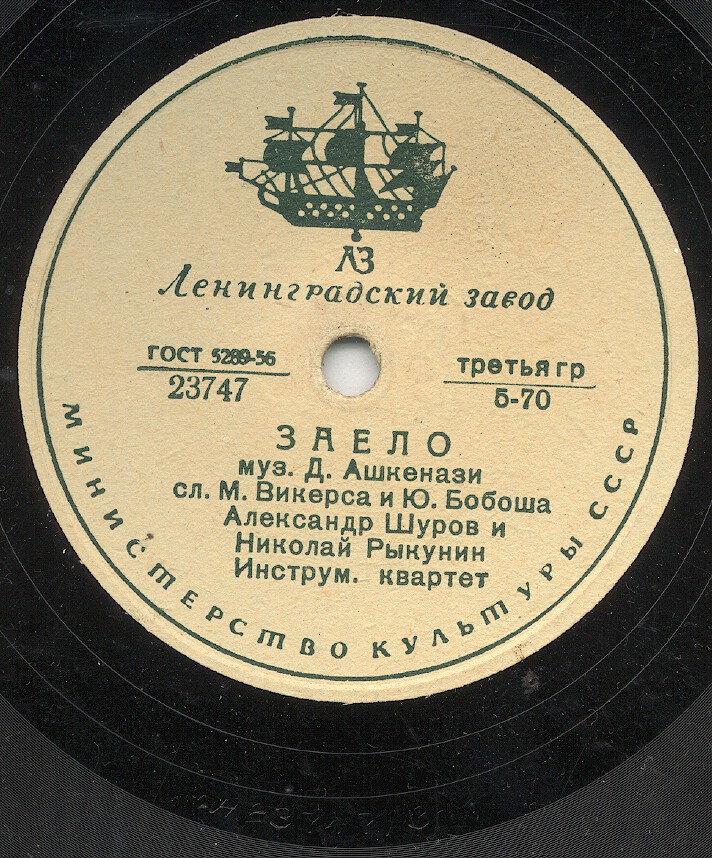 ЛЗ
Ленинградский завод
ГОСТ 5289-56
23747
третья гр
5-70
ЗАЕЛО
муз. Д. Ашкенази
сл. М. Викерса и Ю. Бобоша
Александр Шуров и
Николай Рыкунин
Инструм. квартет
МИНИСТЕРСТВО КУЛЬТУРЫ СССР